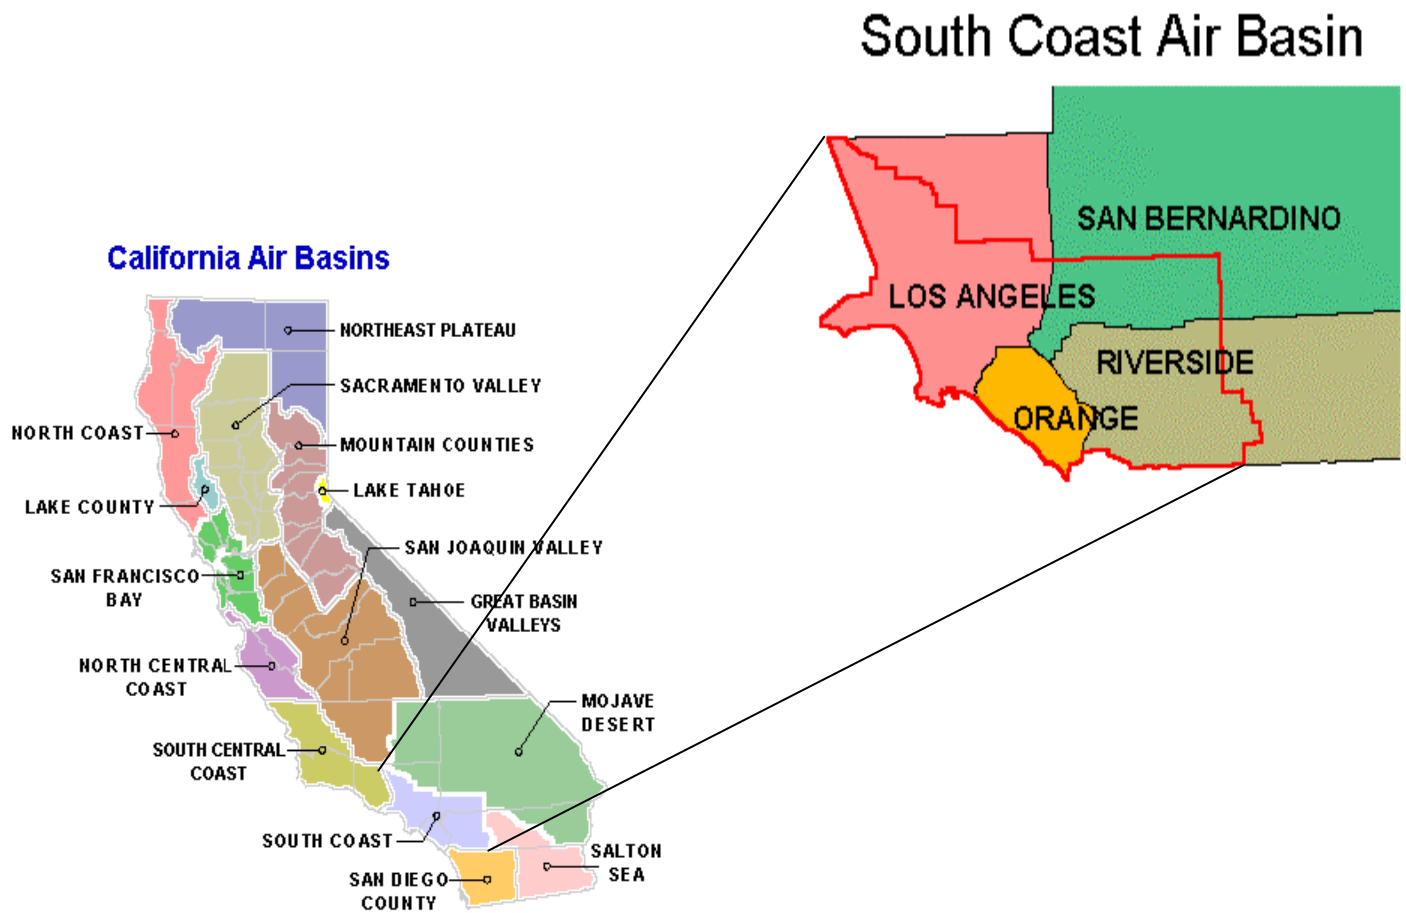 South Coast Air Basin
SAN BERNARDINO
LOS ANGELES
RIVERSIDE
ORANGE
California Air Basins
NORTHEAST PLATEAU
SACRAMENTO VALLEY
NORTH COAST
MOUNTAIN COUNTIES
LAKE TAHOE
LAKE COUNTY
SAN JOAQUIN VALLEY
SAN FRANCISCO
BAY
GREAT BASIN
VALLEYS
NORTH CENTRAL
COAST
MOJAVE
DESERT
SOUTH CENTRAL
COAST
SOUTH COAST
SALTON
SEA
SAN DIEGO
COUNTY